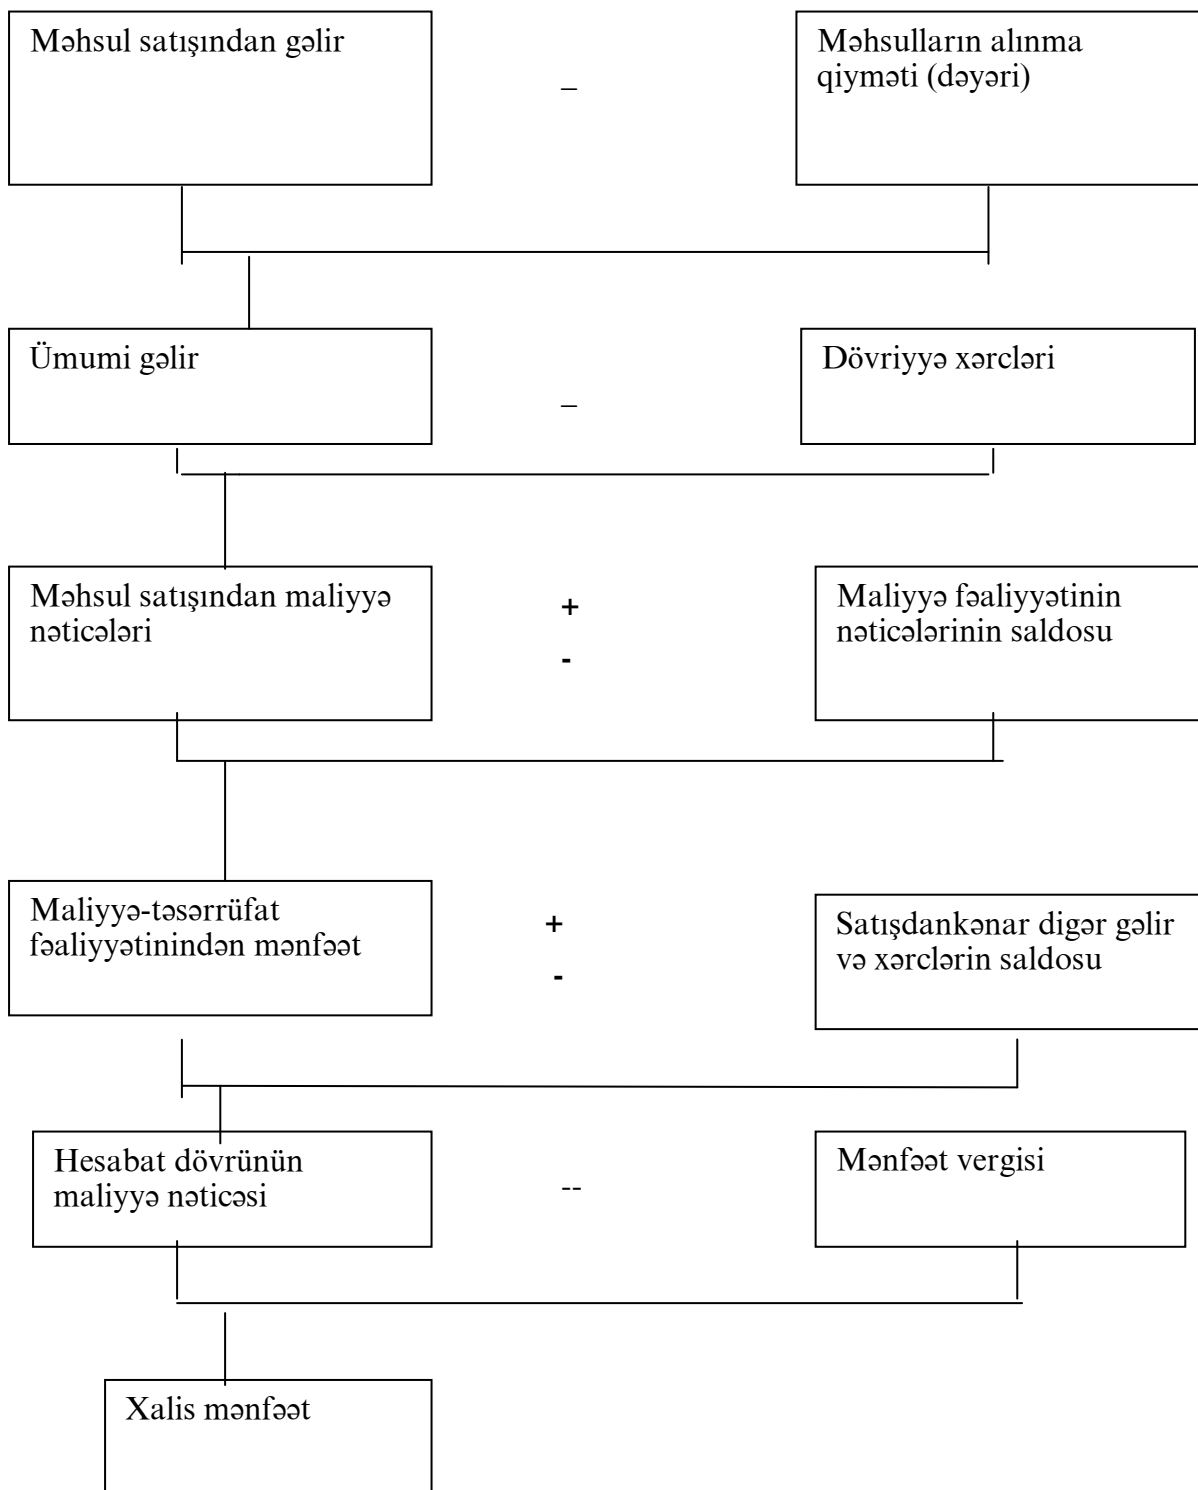 Məhsul satışından gəlir
–
Məhsulların alınma
qiyməti (dəyəri)
Ümumi gəlir
–
Dövriyyə xərcləri
Məhsul satışından maliyyə
nəticələri
+
-
Maliyyə fəaliyyətinin
nəticələrinin saldosu
Maliyyə-təsərrüfat
fəaliyyətinindən mənfəət
+
-
Satışdankənar digər gəlir
və xərclərin saldosu
Hesabat dövrünün
maliyyə nəticəsi
--
Mənfəət vergisi
Xalis mənfəət